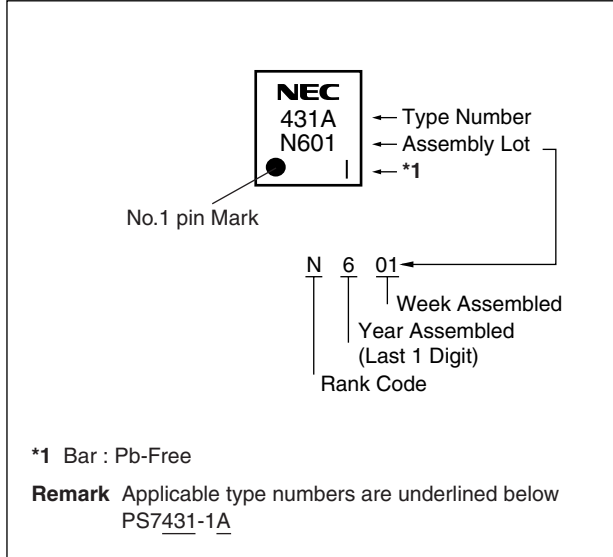 NEC
431A
N601
|
Type Number
Assembly Lot
*1
No.1 pin Mark
N 6 01
Week Assembled
Year Assembled
(Last 1 Digit)
Rank Code
*1 Bar : Pb-Free
Remark Applicable type numbers are underlined below
PS7431-1A